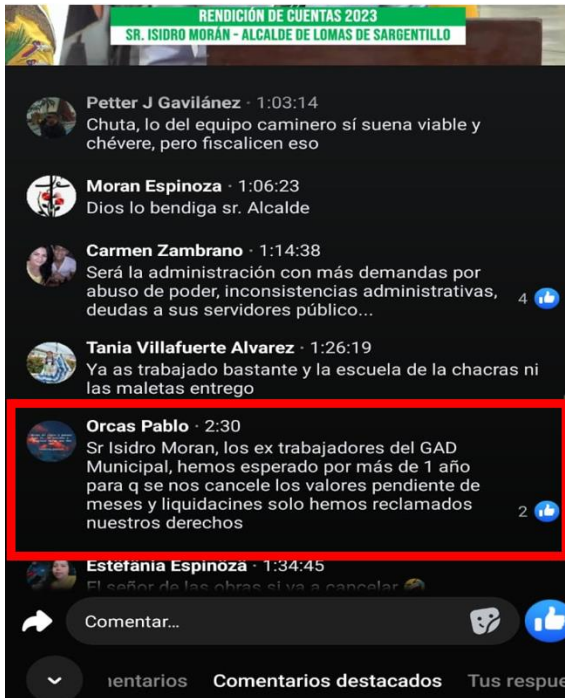 RENDICIÓN DE CUENTAS 2023
SR. ISIDRO MORÁN - ALCALDE DE LOMAS DE SARGENTILLO
Petter J Gavilánez · 1:03:14
Chuta, lo del equipo caminero sí suena viable y
chévere, pero fiscalicen eso
Moran Espinoza · 1:06:23
Dios lo bendiga sr. Alcalde
Carmen Zambrano · 1:14:38
Será la administración con más demandas por
abuso de poder, inconsistencias administrativas,
deudas a sus servidores público...
4
Tania Villafuerte Alvarez · 1:26:19
Ya as trabajado bastante y la escuela de la chacras ni
las maletas entrego
Orcas Pablo · 2:30
Sr Isidro Moran, los ex trabajadores del GAD
Municipal, hemos esperado por más de 1 año
para q se nos cancele los valores pendiente de
meses y liquidacines solo hemos reclamados
nuestros derechos
2
Estefanía Espinoza · 1:34:45
El señor de las obras si va a cancelar 🤣
Comentar...
nentarios Comentarios destacados Tus respue